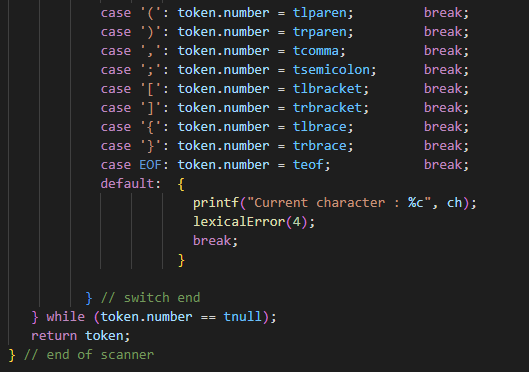 case '(': token.number = tlparen;         break;
case ')': token.number = trparen;         break;
case ',': token.number = tcomma;          break;
case ';': token.number = tsemicolon;      break;
case '[': token.number = tlbracket;       break;
case ']': token.number = trbracket;       break;
case '{': token.number = tlbrace;         break;
case '}': token.number = trbrace;         break;
case EOF: token.number = teof;            break;
default:  {
printf("Current character : %c", ch);
lexicalError(4);
break;
}
} // switch end
} while (token.number == tnull);
return token;
} // end of scanner